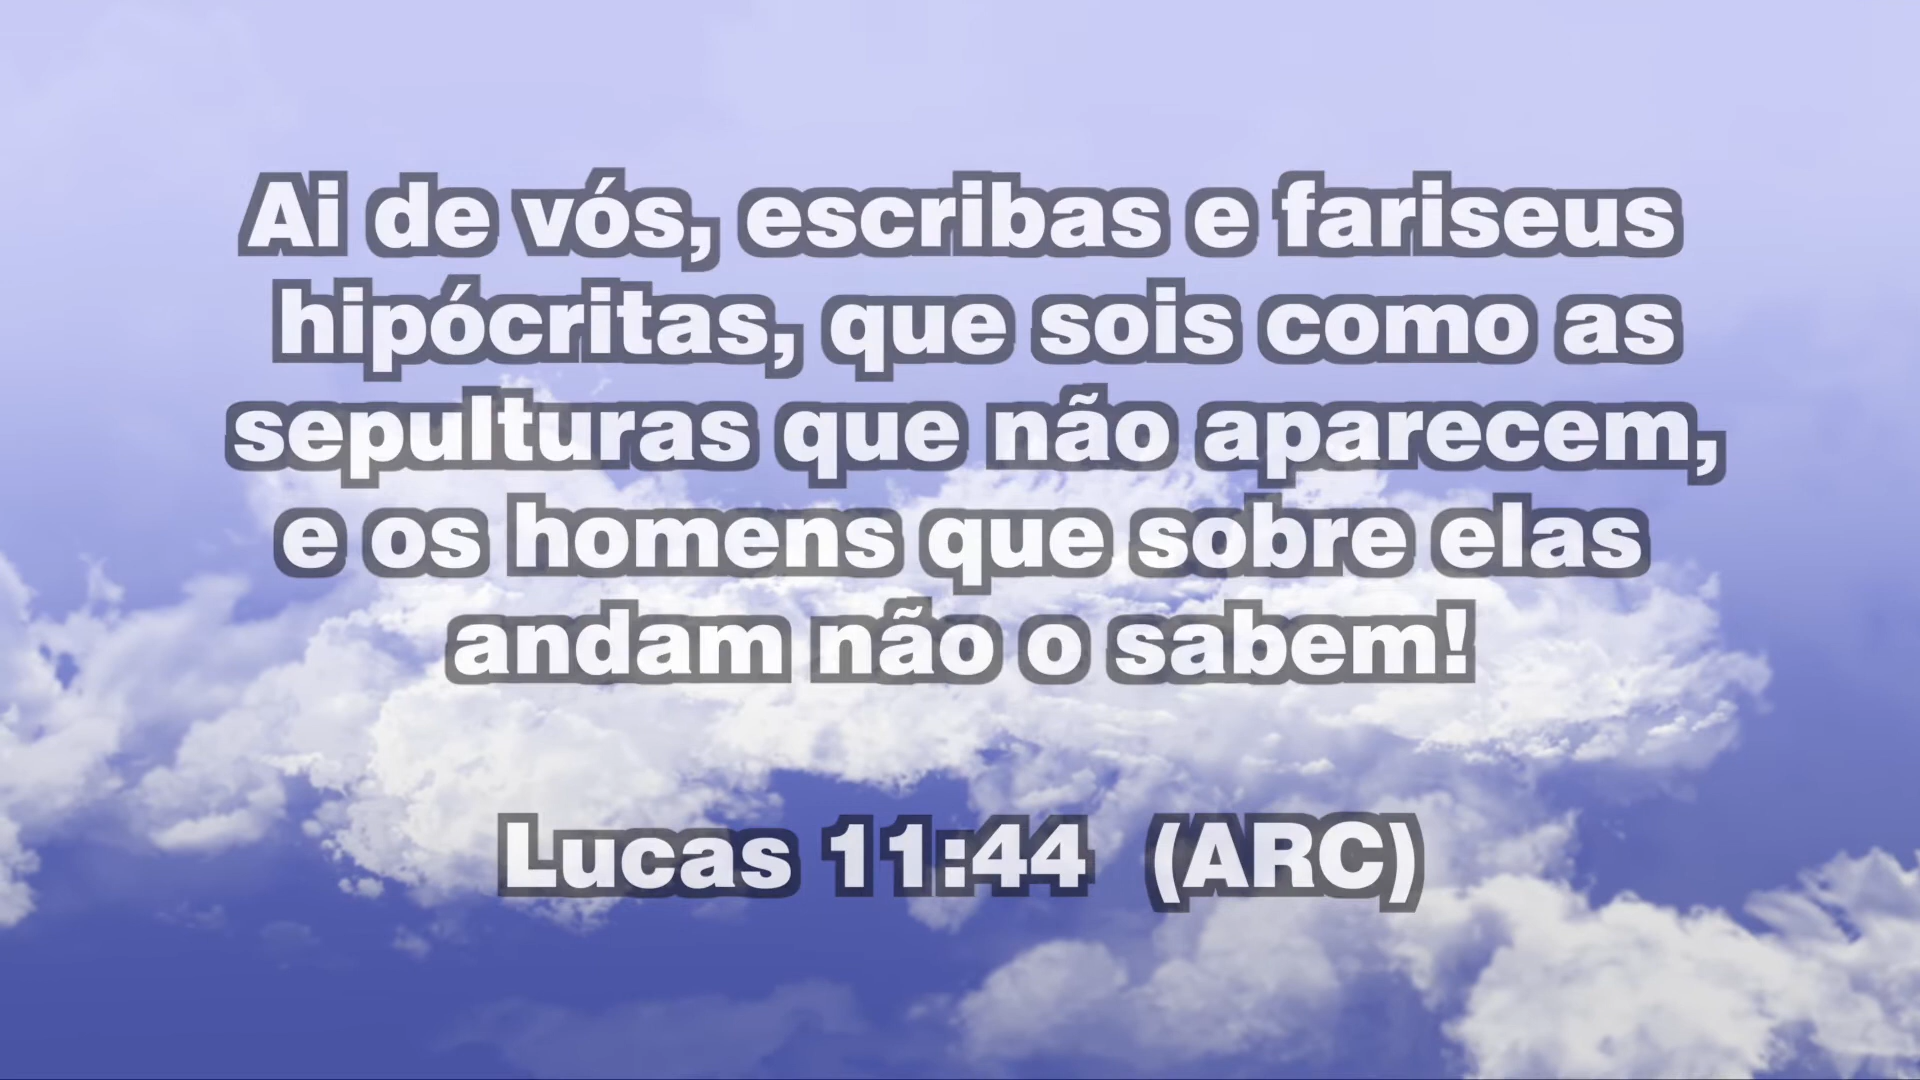 Ai de vós, escribas e fariseus
hipócritas, que sois como as
sepulturas que não aparecem,
e os homens que sobre elas
andam não o sabem!
Lucas 11:44 (ARC)